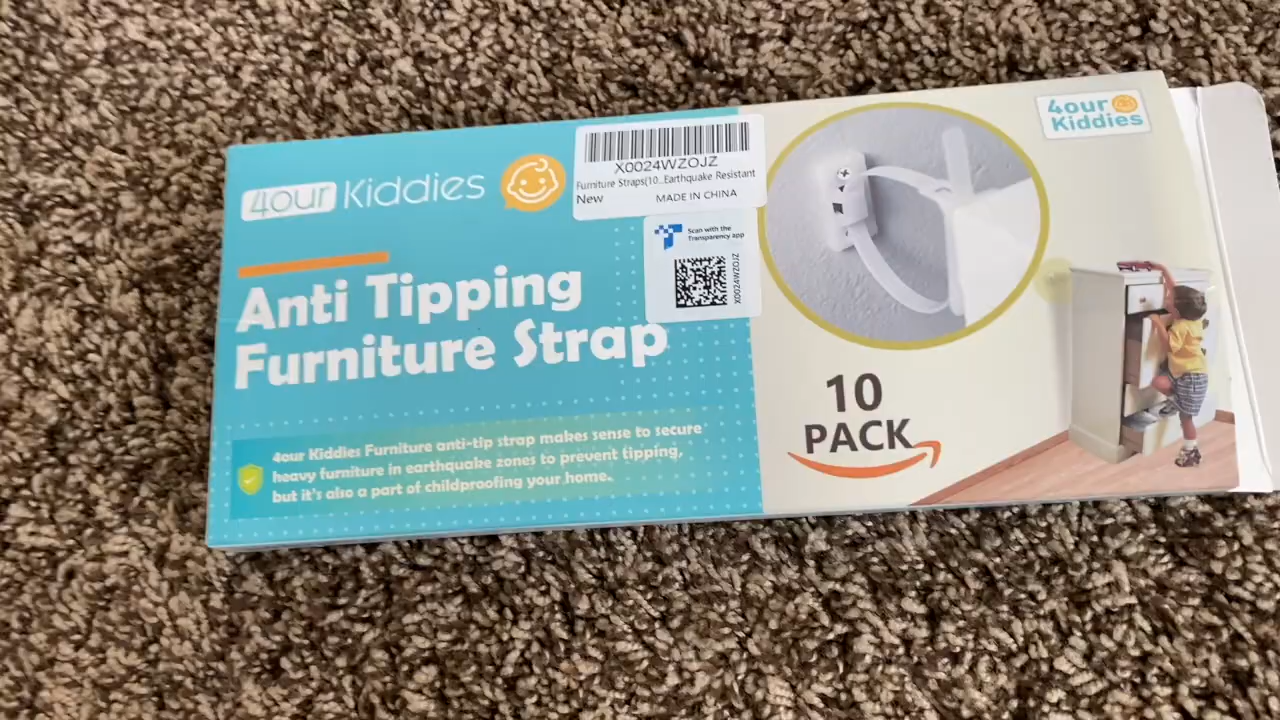 4our Kiddies
Anti Tipping
Furniture Strap
4our Kiddies Furniture anti-tip strap makes sense to secure
heavy furniture in earthquake zones to prevent tipping,
but it's also a part of childproofing your home.
X0024WZOJZ
Furniture Straps(10...Earthquake Resistant
New MADE IN CHINA
Scan with the
Transparency app
X0024WZOJZ
4our
Kiddies
10
PACK